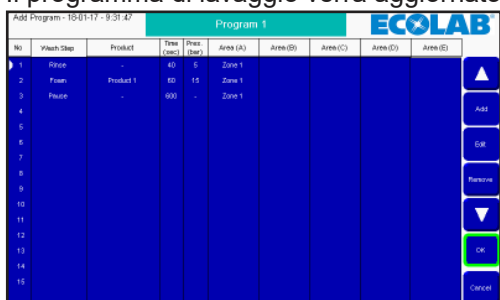 Il programma di lavaggio verrà aggiornato
Add Program - 18-01-17 - 9:31:47 Program 1 ECOLAB®
No Wash Step Product Time (sec) Pres. (bar) Area (A) Area (B) Area (C) Area (D) Area (E)
1 Rinse - 40 5 Zone 1
2 Foam Product 1 60 15 Zone 1
3 Pause - 600 - Zone 1
4
5
6
7
8
9
10
11
12
13
14
15
Add
Edit
Remove
OK
Cancel